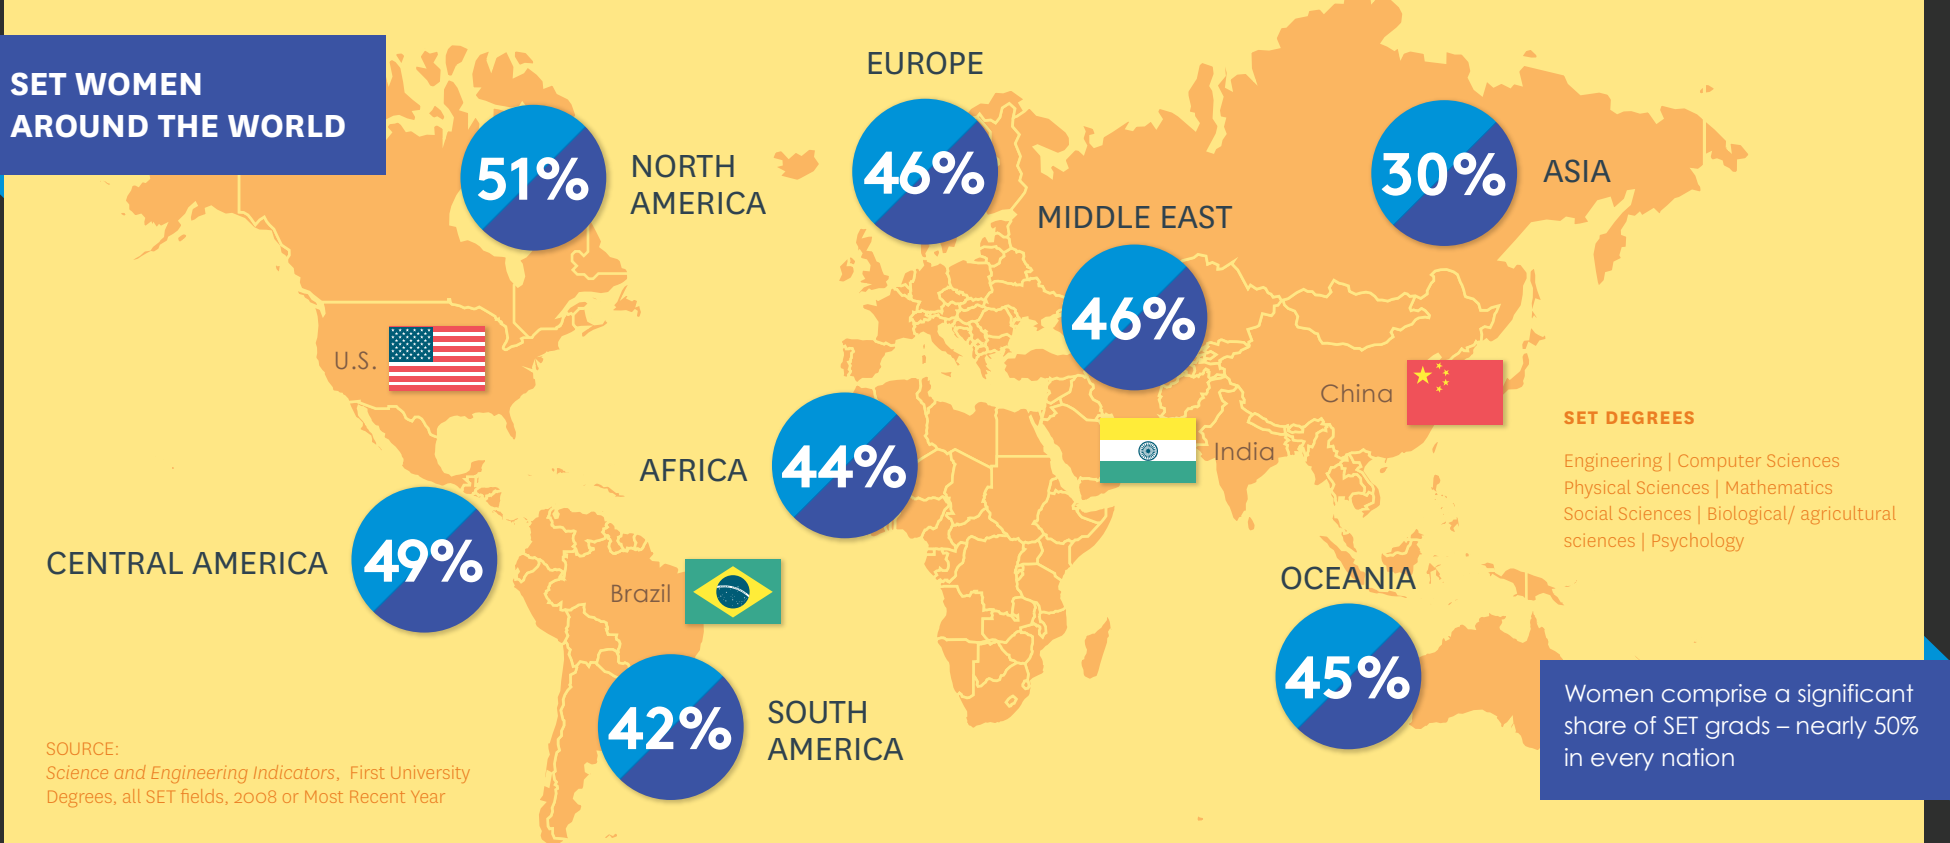 SET WOMEN
AROUND THE WORLD
EUROPE
51%
NORTH
AMERICA
46%
30%
ASIA
MIDDLE EAST
46%
U.S.
China
SET DEGREES
Engineering | Computer Sciences
Physical Sciences | Mathematics
Social Sciences | Biological/ agricultural
sciences | Psychology
India
AFRICA
44%
CENTRAL AMERICA
49%
Brazil
OCEANIA
45%
42%
SOUTH
AMERICA
Women comprise a significant
share of SET grads – nearly 50%
in every nation
SOURCE:
Science and Engineering Indicators, First University
Degrees, all SET fields, 2008 or Most Recent Year